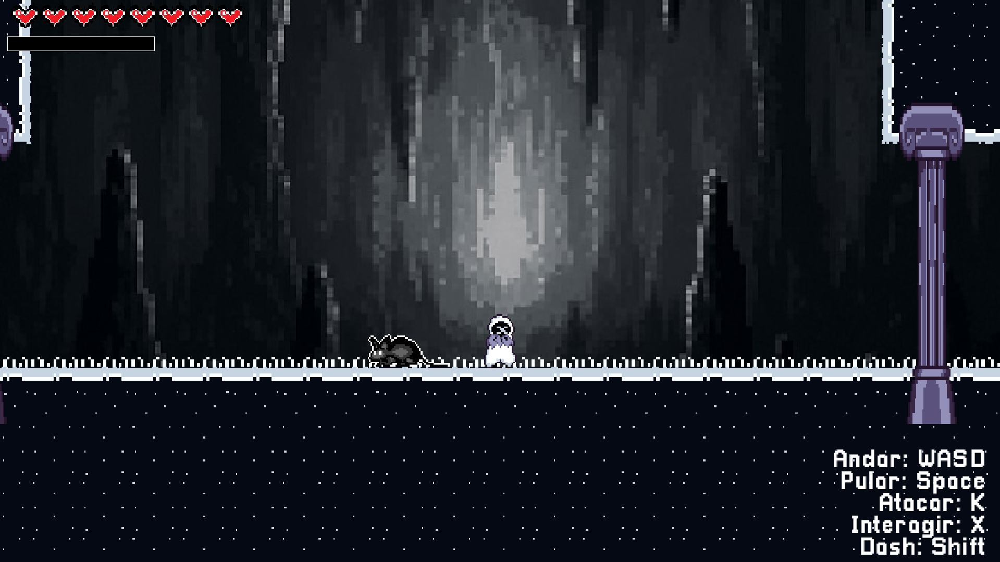 Andar: WASD
Pular: Space
Atacar: K
Interagir: X
Dash: Shift